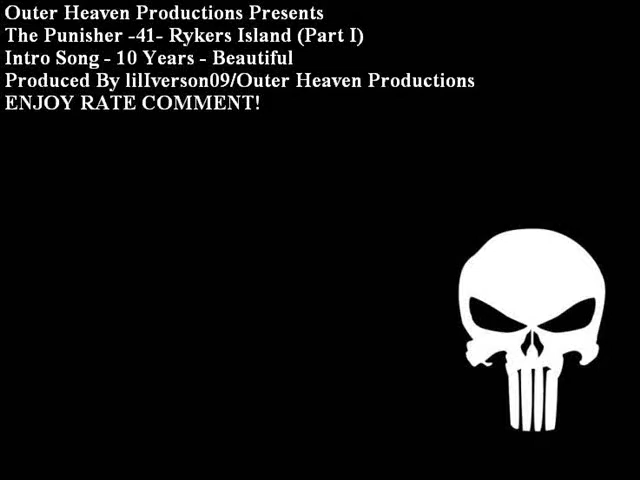 Outer Heaven Productions Presents
The Punisher -41- Rykers Island (Part I)
Intro Song - 10 Years - Beautiful
Produced By lilIverson09/Outer Heaven Productions
ENJOY RATE COMMENT!